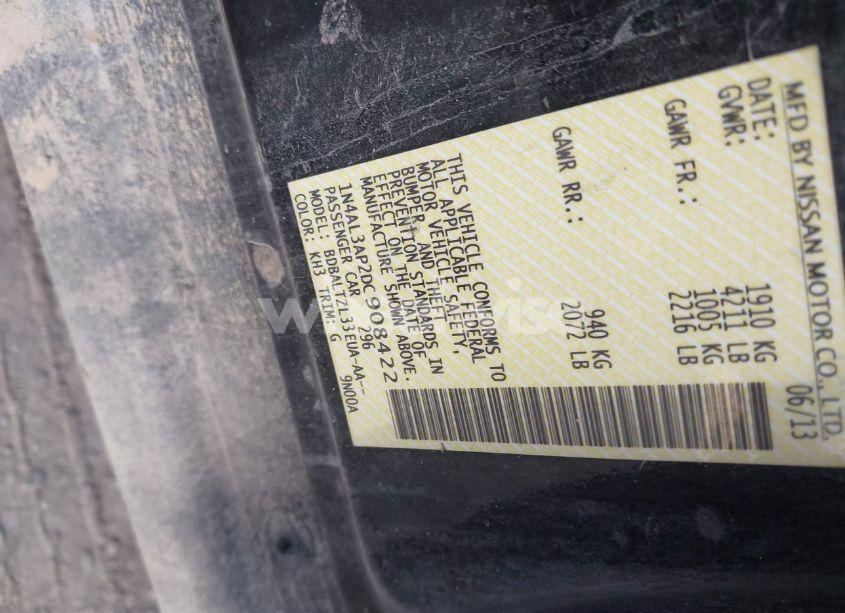 MFD BY NISSAN MOTOR CO., LTD.
DATE: 06/13
GVWR: 1910 KG
4211 LB
GAWR FR.: 1005 KG
2216 LB
GAWR RR.: 940 KG
2072 LB
THIS VEHICLE CONFORMS TO
ALL APPLICABLE FEDERAL
MOTOR VEHICLE SAFETY,
BUMPER, AND THEFT
PREVENTION STANDARDS IN
EFFECT ON THE DATE OF
MANUFACTURE SHOWN ABOVE.
1N4AL3AP2DC908422
PASSENGER CAR 296
MODEL: BDBALTZL33EUA-AA--
COLOR: KH3 TRIM: G 9N00A